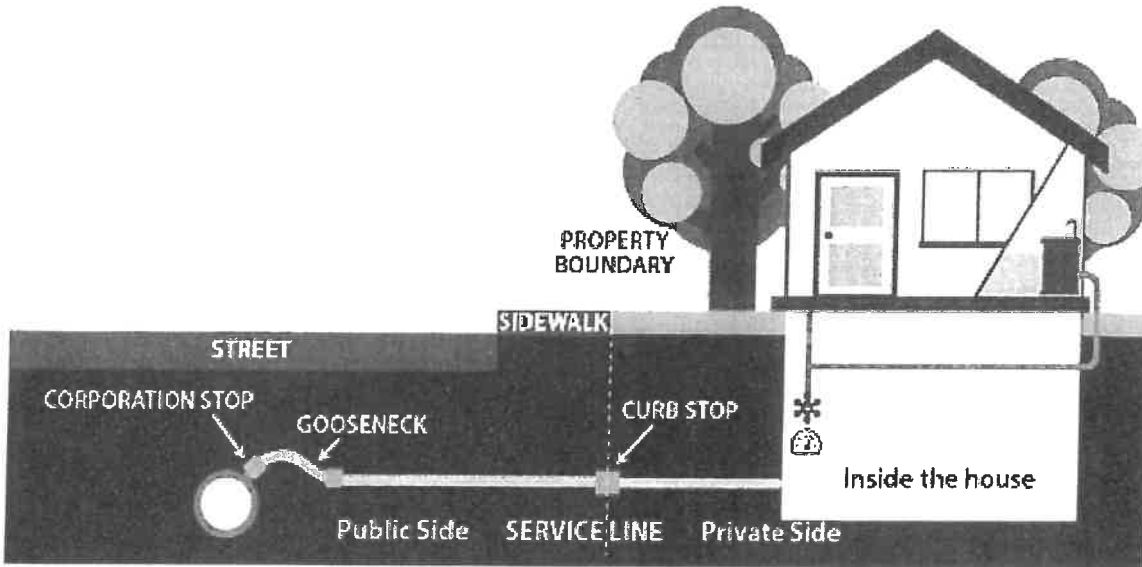 PROPERTY
BOUNDARY
SIDEWALK
STREET
CORPORATION STOP
GOOSENECK
CURB STOP
Inside the house
Public Side
SERVICE LINE
Private Side